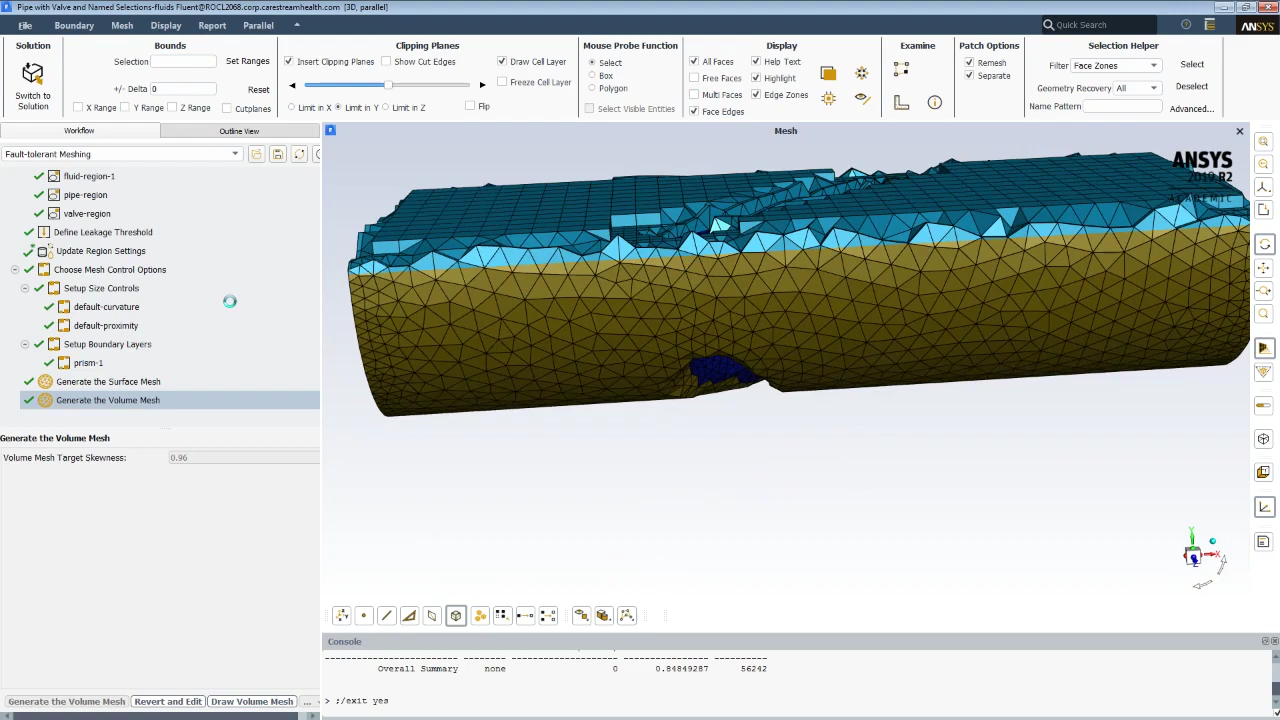 Pipe with Valve and Named Selections-fluids Fluent@ROCL2068.corp.carestreamhealth.com [3D, parallel]
File Boundary Mesh Display Report Parallel Quick Search ANSYS
Solution Bounds Clipping Planes Mouse Probe Function Display Examine Patch Options Selection Helper
Selection Set Ranges Insert Clipping Planes Show Cut Edges Draw Cell Layer Select All Faces Help Text Remesh Filter Face Zones Select
+/- Delta 0 Reset Freeze Cell Layer Box Free Faces Highlight Separate Geometry Recovery All Deselect
Switch to Solution Polygon Multi Faces Edge Zones
X Range Y Range Z Range Cutplanes Limit in X Limit in Y Limit in Z Flip Select Visible Entities Face Edges Name Pattern Advanced...
Workflow Outline View Mesh
Fault-tolerant Meshing
ANSYS
2019 R2
ACADEMIC
fluid-region-1
pipe-region
valve-region
Define Leakage Threshold
Update Region Settings
Choose Mesh Control Options
Setup Size Controls
default-curvature
default-proximity
Setup Boundary Layers
prism-1
Generate the Surface Mesh
Generate the Volume Mesh
Generate the Volume Mesh
Volume Mesh Target Skewness: 0.96
Y
X
Z
Console
Overall Summary none 0 0.84849287 56242
> ;/exit yes
Generate the Volume Mesh Revert and Edit Draw Volume Mesh ...